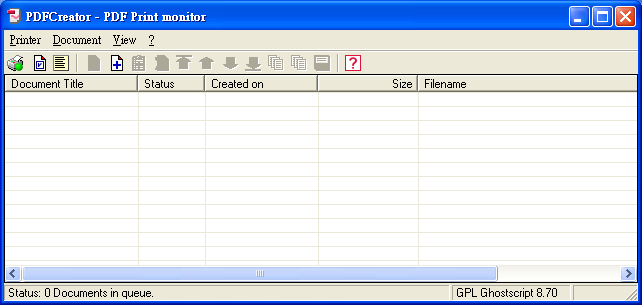 PDFCreator - PDF Print monitor
Printer Document View ?
Document Title Status Created on Size Filename
Status: 0 Documents in queue. GPL Ghostscript 8.70